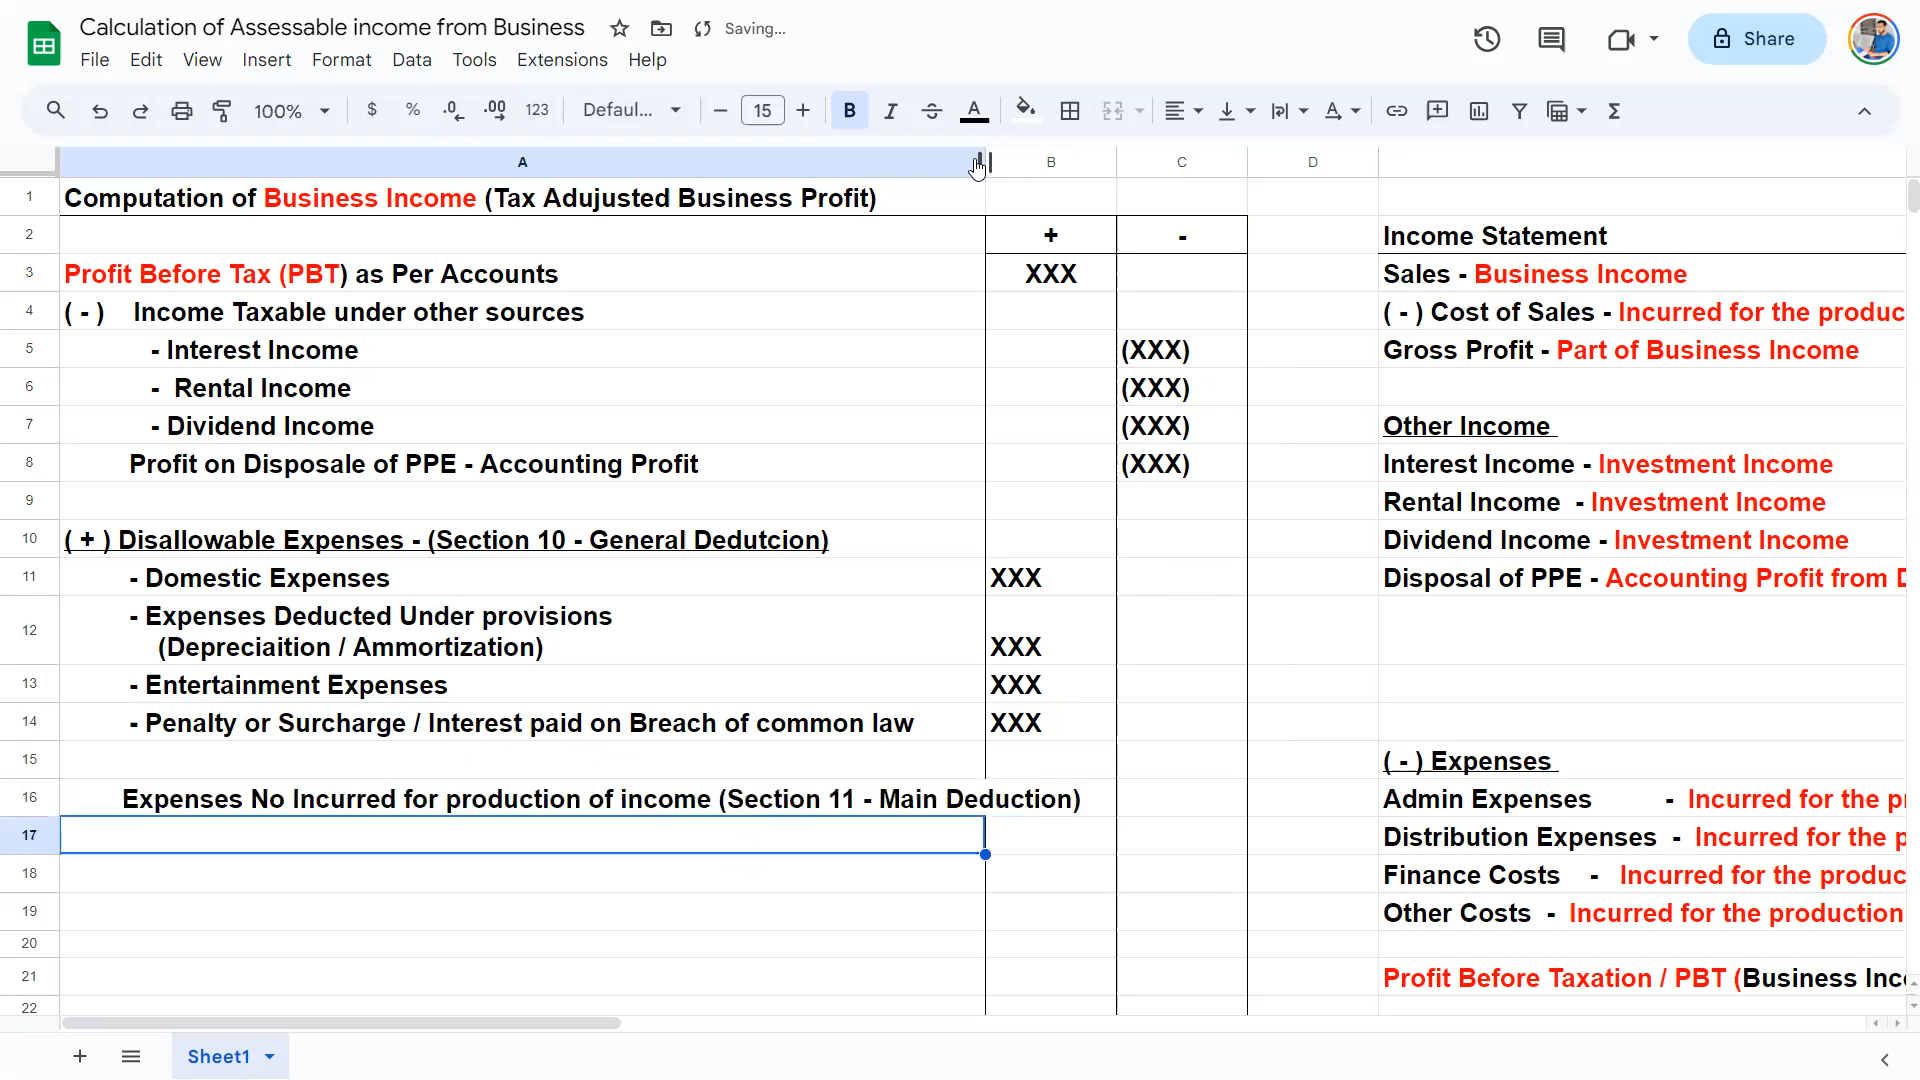 Calculation of Assessable income from Business Saving...
File Edit View Insert Format Data Tools Extensions Help
Share
100% $ % .0 .00 123 Defaul... 15 B I A Σ
A B C D
1 Computation of Business Income (Tax Adujusted Business Profit)
2 + - Income Statement
3 Profit Before Tax (PBT) as Per Accounts XXX Sales - Business Income
4 ( - ) Income Taxable under other sources ( - ) Cost of Sales - Incurred for the produc
5 - Interest Income (XXX) Gross Profit - Part of Business Income
6 - Rental Income (XXX)
7 - Dividend Income (XXX) Other Income
8 Profit on Disposale of PPE - Accounting Profit (XXX) Interest Income - Investment Income
9 Rental Income - Investment Income
10 ( + ) Disallowable Expenses - (Section 10 - General Dedutcion) Dividend Income - Investment Income
11 - Domestic Expenses XXX Disposal of PPE - Accounting Profit from D
12 - Expenses Deducted Under provisions
(Depreciaition / Ammortization) XXX
13 - Entertainment Expenses XXX
14 - Penalty or Surcharge / Interest paid on Breach of common law XXX
15 ( - ) Expenses
16 Expenses No Incurred for production of income (Section 11 - Main Deduction) Admin Expenses - Incurred for the p
17 Distribution Expenses - Incurred for the p
18 Finance Costs - Incurred for the produc
19 Other Costs - Incurred for the production
20
21 Profit Before Taxation / PBT (Business Inc
22
Sheet1